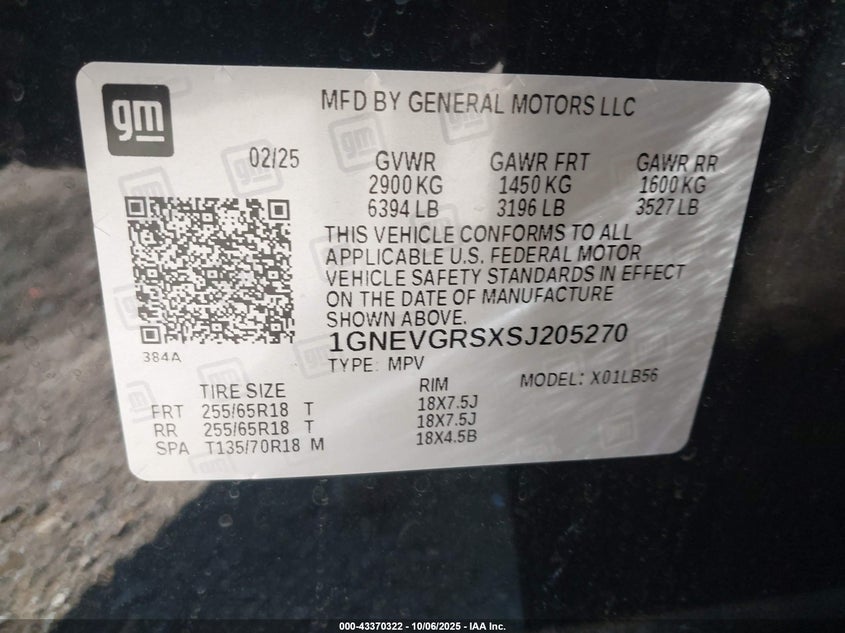 gm
MFD BY GENERAL MOTORS LLC
02/25 GVWR GAWR FRT GAWR RR
2900 KG 1450 KG 1600 KG
6394 LB 3196 LB 3527 LB
THIS VEHICLE CONFORMS TO ALL
APPLICABLE U.S. FEDERAL MOTOR
VEHICLE SAFETY STANDARDS IN EFFECT
ON THE DATE OF MANUFACTURE
SHOWN ABOVE.
384A
1GNEVGRSXSJ205270
TYPE: MPV MODEL: X01LB56
TIRE SIZE RIM
FRT 255/65R18 T 18X7.5J
RR 255/65R18 T 18X7.5J
SPA T135/70R18 M 18X4.5B
000-43370322 | 10/06/2025 - IAA Inc.